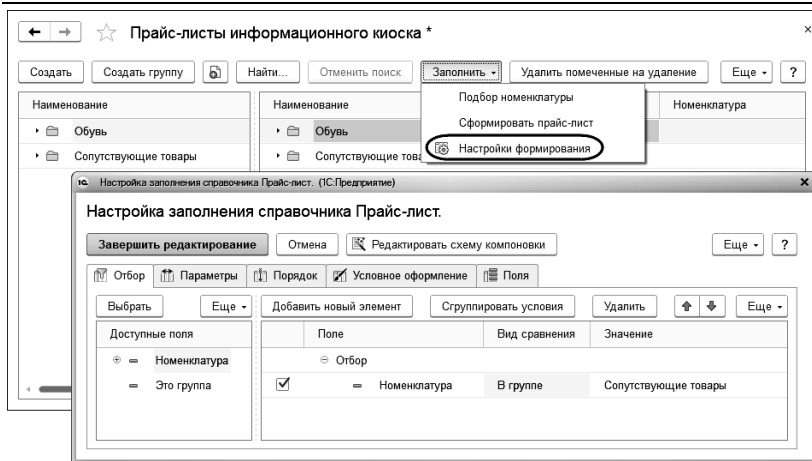 Прайс-листы информационного киоска *
Создать Создать группу Найти... Отменить поиск Заполнить Удалить помеченные на удаление Еще ?
Подбор номенклатуры
Сформировать прайс-лист
Настройки формирования
Наименование Наименование Номенклатура
Обувь Обувь
Сопутствующие товары Сопутствующие това
1С Настройка заполнения справочника Прайс-лист. (1С:Предприятие) x
Настройка заполнения справочника Прайс-лист.
Завершить редактирование Отмена Редактировать схему компоновки Еще ?
Отбор Параметры Порядок Условное оформление Поля
Выбрать Еще Добавить новый элемент Сгруппировать условия Удалить Еще
Доступные поля Поле Вид сравнения Значение
Номенклатура Отбор
Это группа Номенклатура В группе Сопутствующие товары